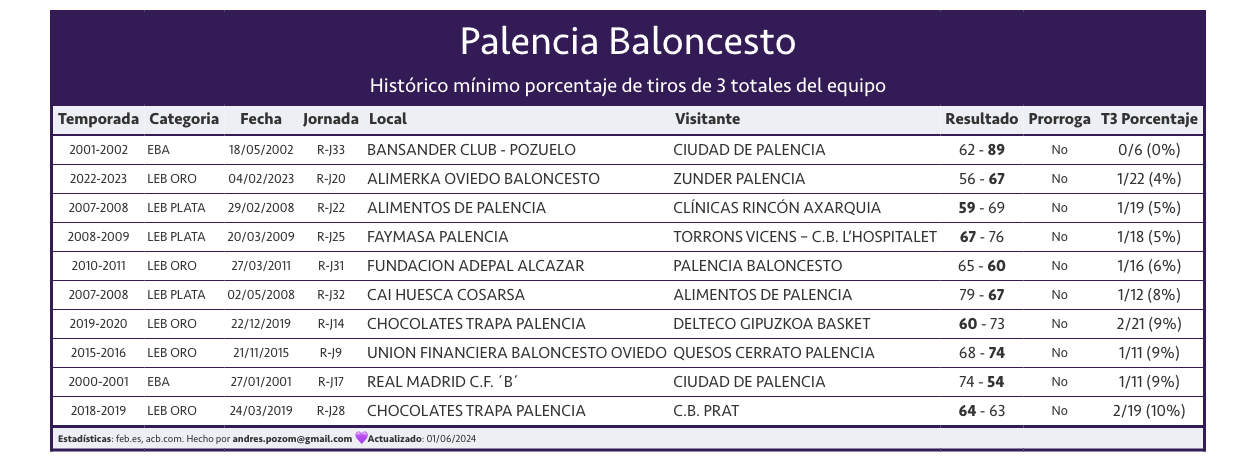 Palencia Baloncesto
Histórico mínimo porcentaje de tiros de 3 totales del equipo
Temporada Categoria Fecha Jornada Local Visitante Resultado Prorroga T3 Porcentaje
2001-2002 EBA 18/05/2002 R-J33 BANSANDER CLUB - POZUELO CIUDAD DE PALENCIA 62 - 89 No 0/6 (0%)
2022-2023 LEB ORO 04/02/2023 R-J20 ALIMERKA OVIEDO BALONCESTO ZUNDER PALENCIA 56 - 67 No 1/22 (4%)
2007-2008 LEB PLATA 29/02/2008 R-J22 ALIMENTOS DE PALENCIA CLÍNICAS RINCÓN AXARQUIA 59 - 69 No 1/19 (5%)
2008-2009 LEB PLATA 20/03/2009 R-J25 FAYMASA PALENCIA TORRONS VICENS – C.B. L’HOSPITALET 67 - 76 No 1/18 (5%)
2010-2011 LEB ORO 27/03/2011 R-J31 FUNDACION ADEPAL ALCAZAR PALENCIA BALONCESTO 65 - 60 No 1/16 (6%)
2007-2008 LEB PLATA 02/05/2008 R-J32 CAI HUESCA COSARSA ALIMENTOS DE PALENCIA 79 - 67 No 1/12 (8%)
2019-2020 LEB ORO 22/12/2019 R-J14 CHOCOLATES TRAPA PALENCIA DELTECO GIPUZKOA BASKET 60 - 73 No 2/21 (9%)
2015-2016 LEB ORO 21/11/2015 R-J9 UNION FINANCIERA BALONCESTO OVIEDO QUESOS CERRATO PALENCIA 68 - 74 No 1/11 (9%)
2000-2001 EBA 27/01/2001 R-J17 REAL MADRID C.F. ´B´ CIUDAD DE PALENCIA 74 - 54 No 1/11 (9%)
2018-2019 LEB ORO 24/03/2019 R-J28 CHOCOLATES TRAPA PALENCIA C.B. PRAT 64 - 63 No 2/19 (10%)
Estadísticas: feb.es, acb.com. Hecho por andres.pozom@gmail.com 💜Actualizado: 01/06/2024